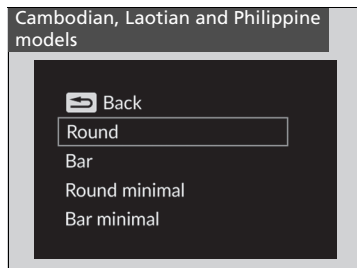 Cambodian, Laotian and Philippine
models
Back
Round
Bar
Round minimal
Bar minimal